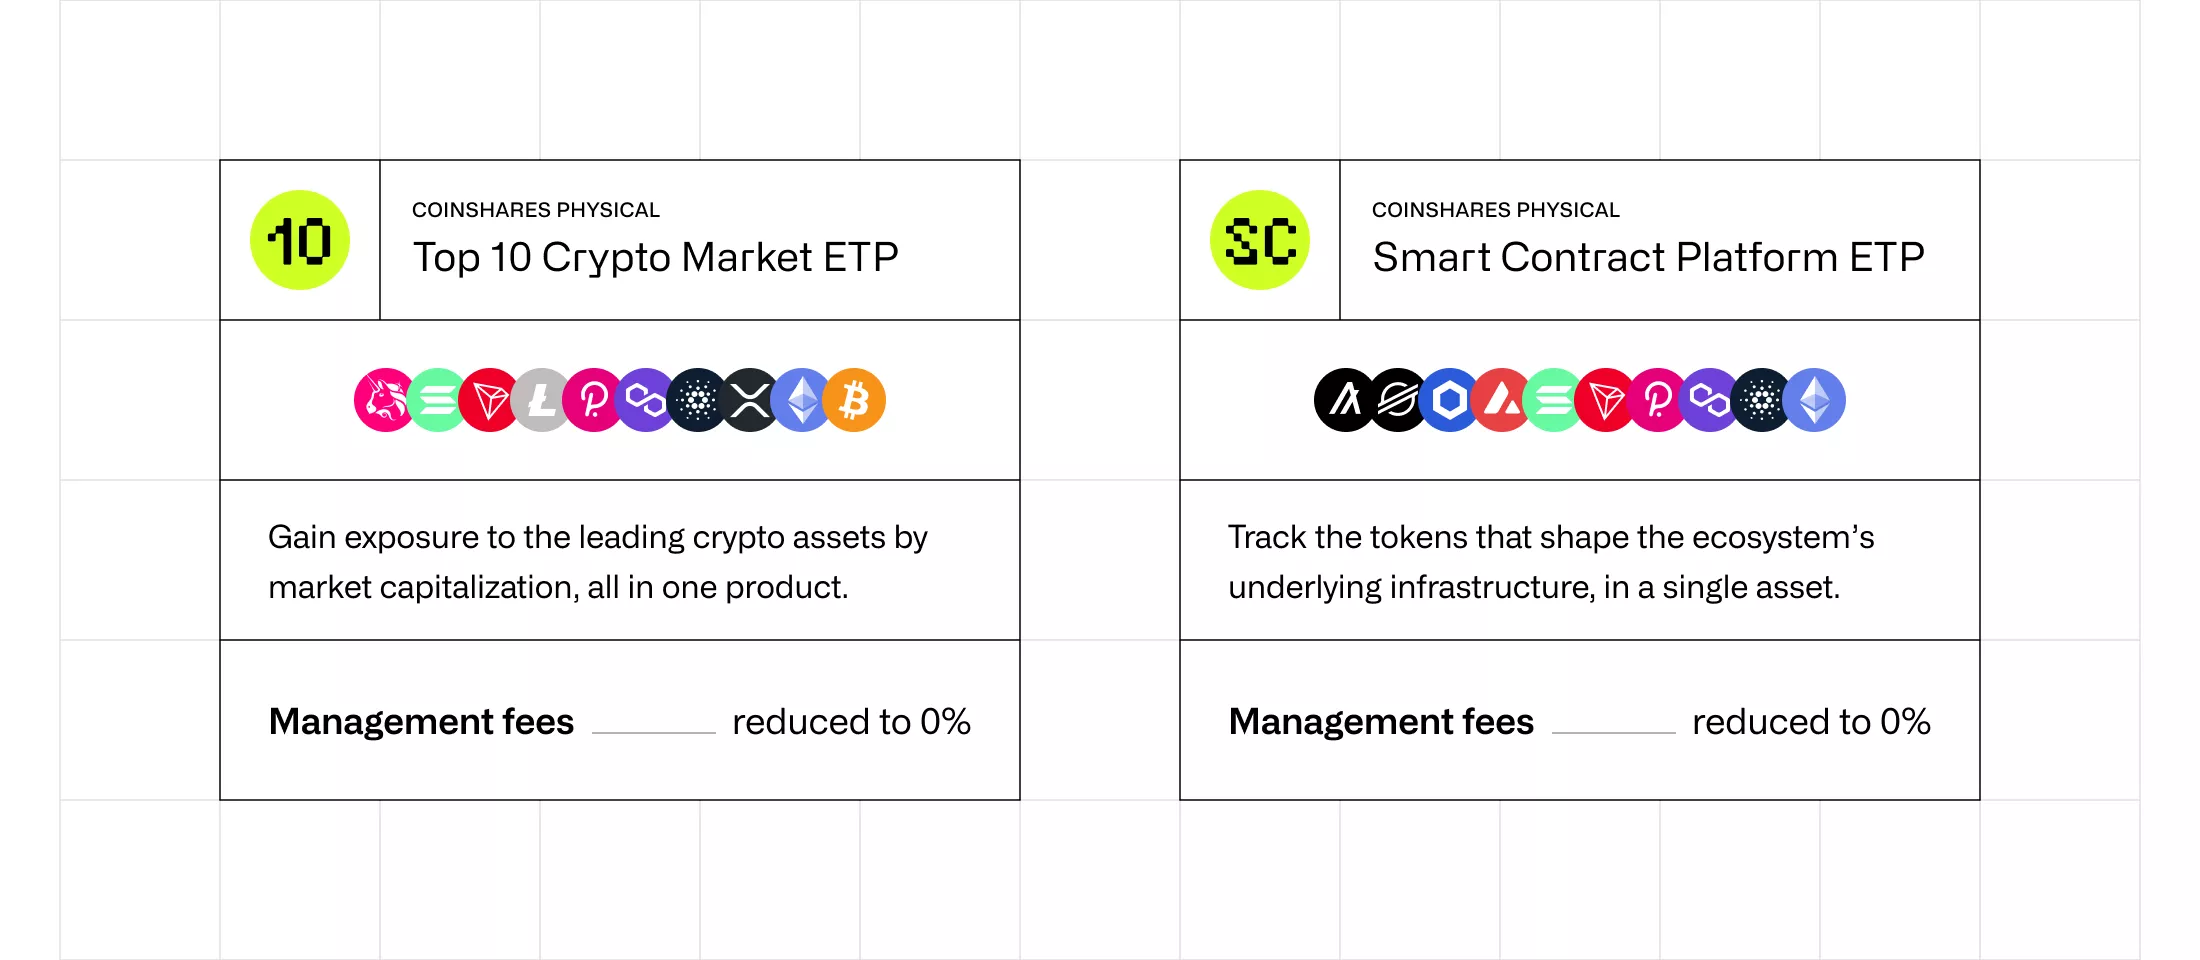 10
COINSHARES PHYSICAL
Top 10 Crypto Market ETP
Gain exposure to the leading crypto assets by
market capitalization, all in one product.
Management fees reduced to 0%
SC
COINSHARES PHYSICAL
Smart Contract Platform ETP
Track the tokens that shape the ecosystem’s
underlying infrastructure, in a single asset.
Management fees reduced to 0%